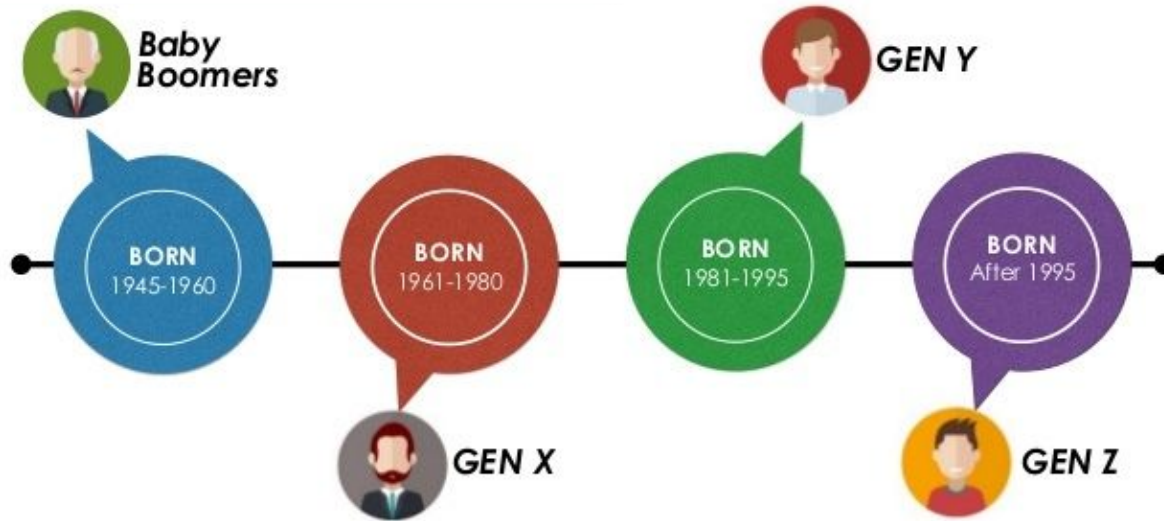 Baby
Boomers
BORN
1945-1960
GEN X
BORN
1961-1980
GEN Y
BORN
1981-1995
GEN Z
BORN
After 1995